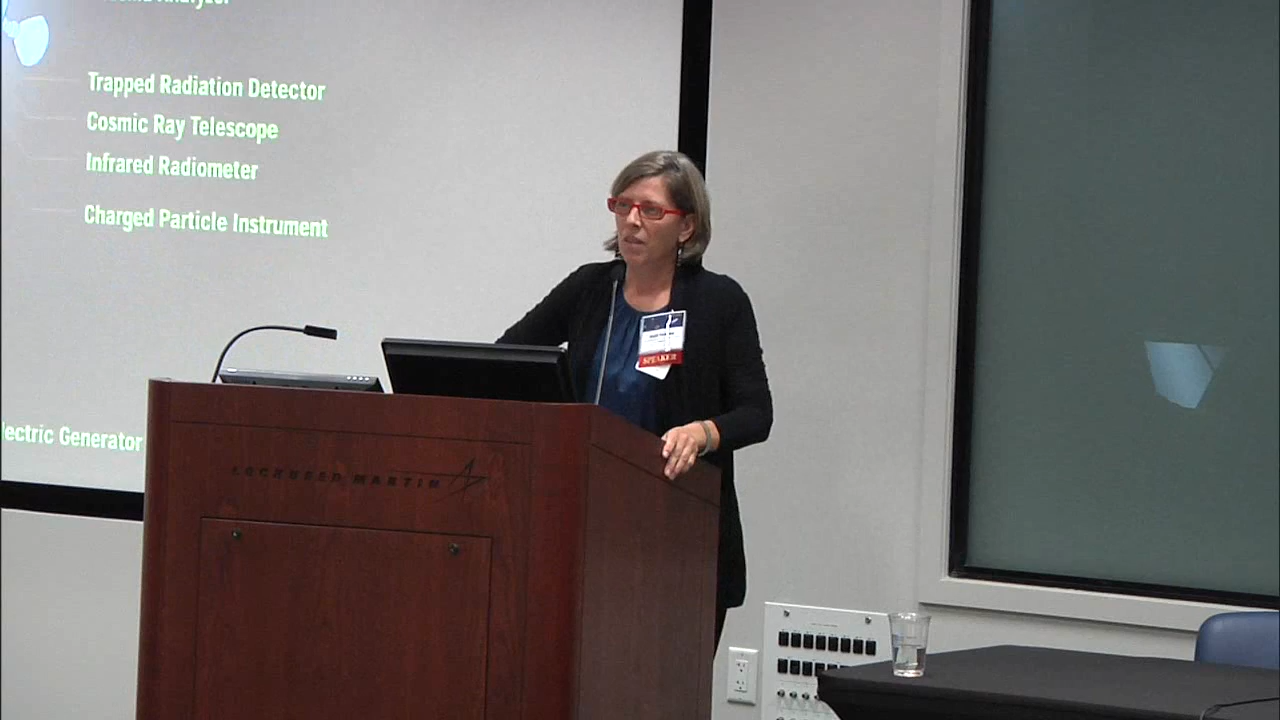 Trapped Radiation Detector
Cosmic Ray Telescope
Infrared Radiometer
Charged Particle Instrument
lectric Generator
LOCKHEED MARTIN
SPEAKER